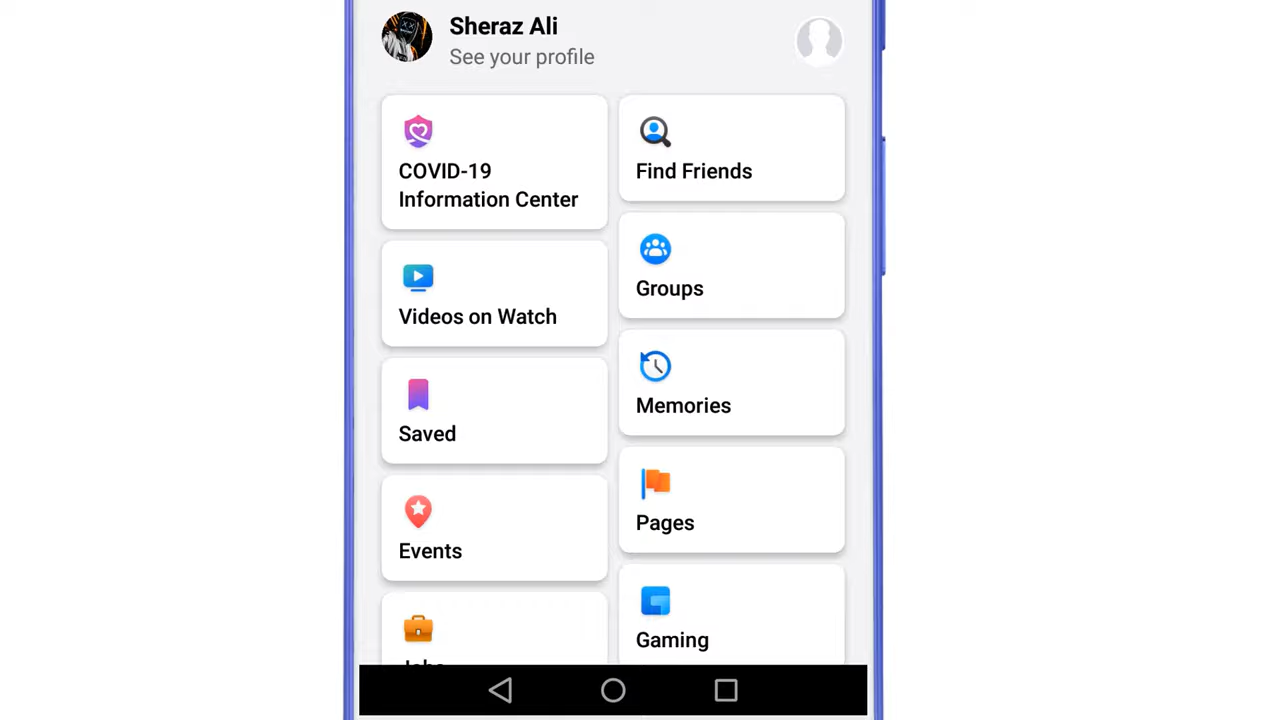 Sheraz Ali
See your profile
COVID-19
Information Center
Find Friends
Videos on Watch
Groups
Saved
Memories
Events
Pages
Jobs
Gaming